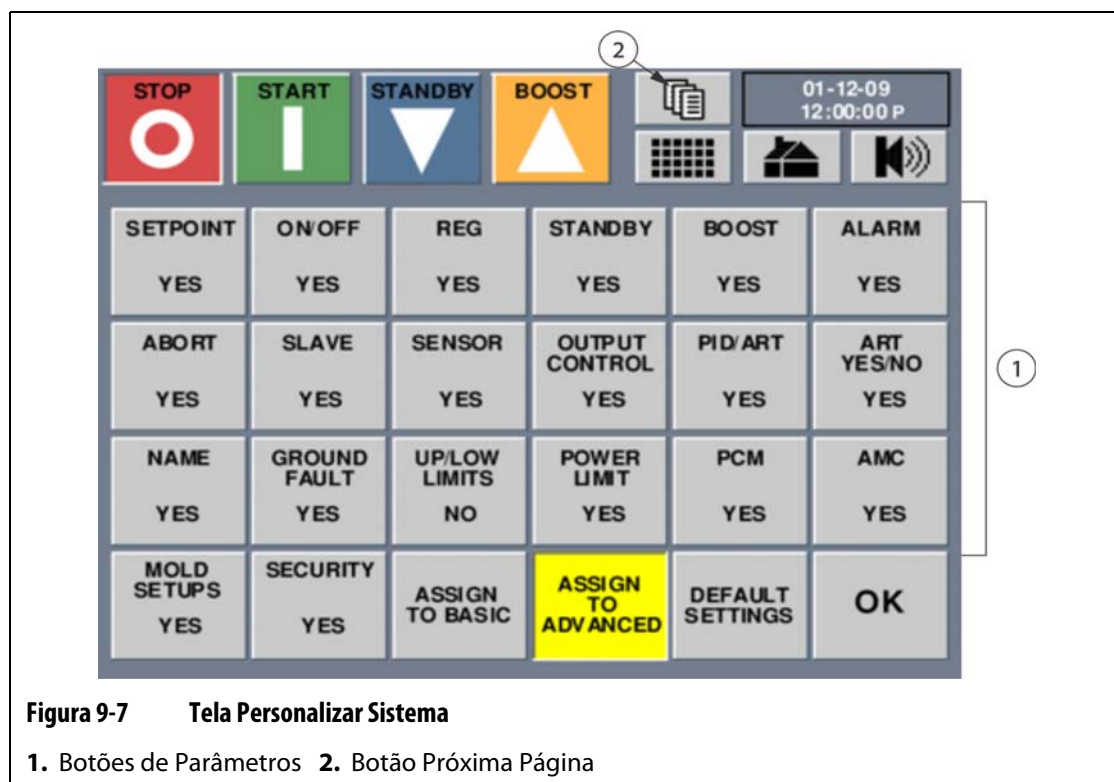 2
STOP START STANDBY BOOST
01-12-09
12:00:00 P
SETPOINT ON/OFF REG STANDBY BOOST ALARM
YES YES YES YES YES YES
ABORT SLAVE SENSOR OUTPUT CONTROL PID/ART ART YES/NO
YES YES YES YES YES YES
1
NAME GROUND FAULT UP/LOW LIMITS POWER LIMIT PCM AMC
YES YES NO YES YES YES
MOLD SETUPS SECURITY ASSIGN TO BASIC ASSIGN TO ADVANCED DEFAULT SETTINGS OK
YES YES
Figura 9-7 Tela Personalizar Sistema
1. Botões de Parâmetros 2. Botão Próxima Página